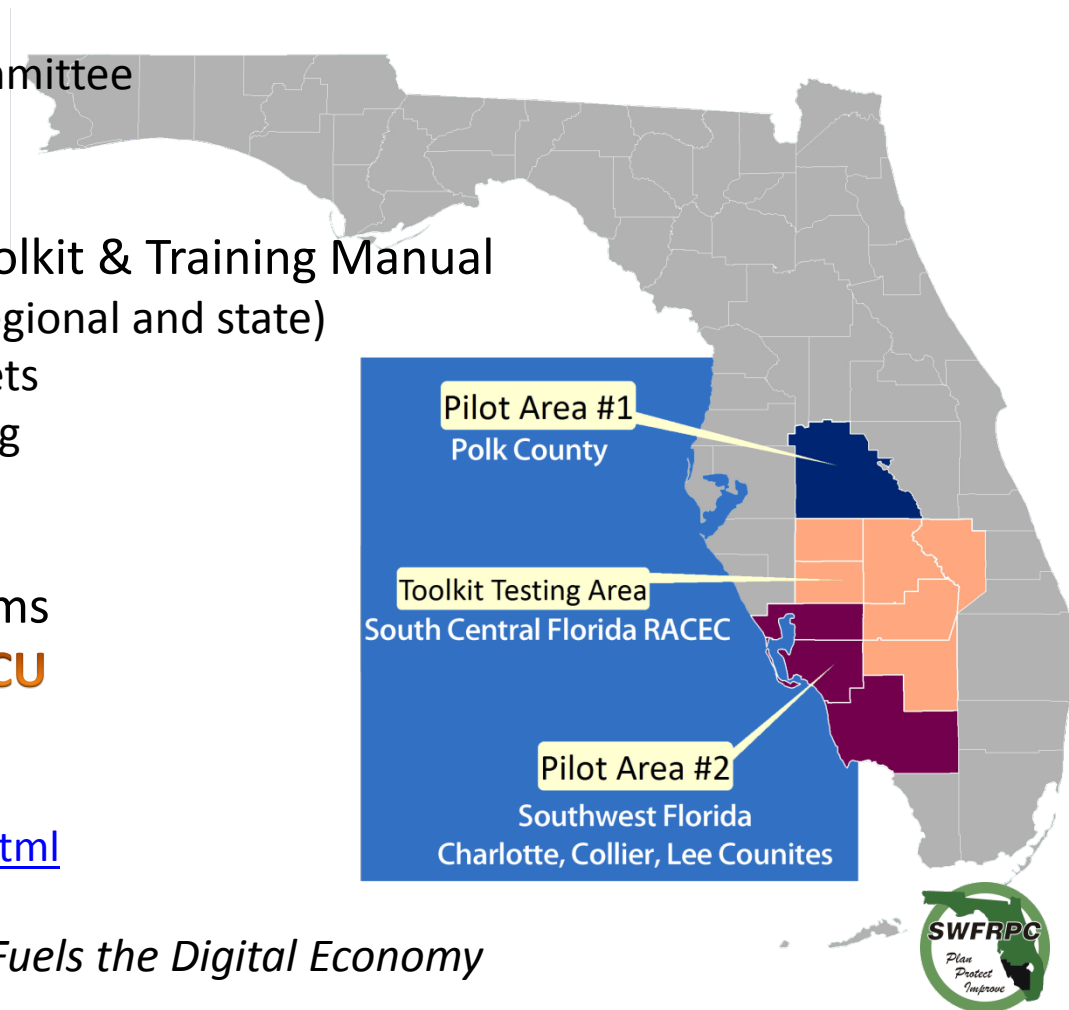 mmittee
olkit & Training Manual
egional and state)
ets
g
Pilot Area #1
Polk County
Toolkit Testing Area
South Central Florida RACEC
ms
CU
Pilot Area #2
Southwest Florida
Charlotte, Collier, Lee Counites
tml
Fuels the Digital Economy
SWFRPC
Plan
Protect
Improve